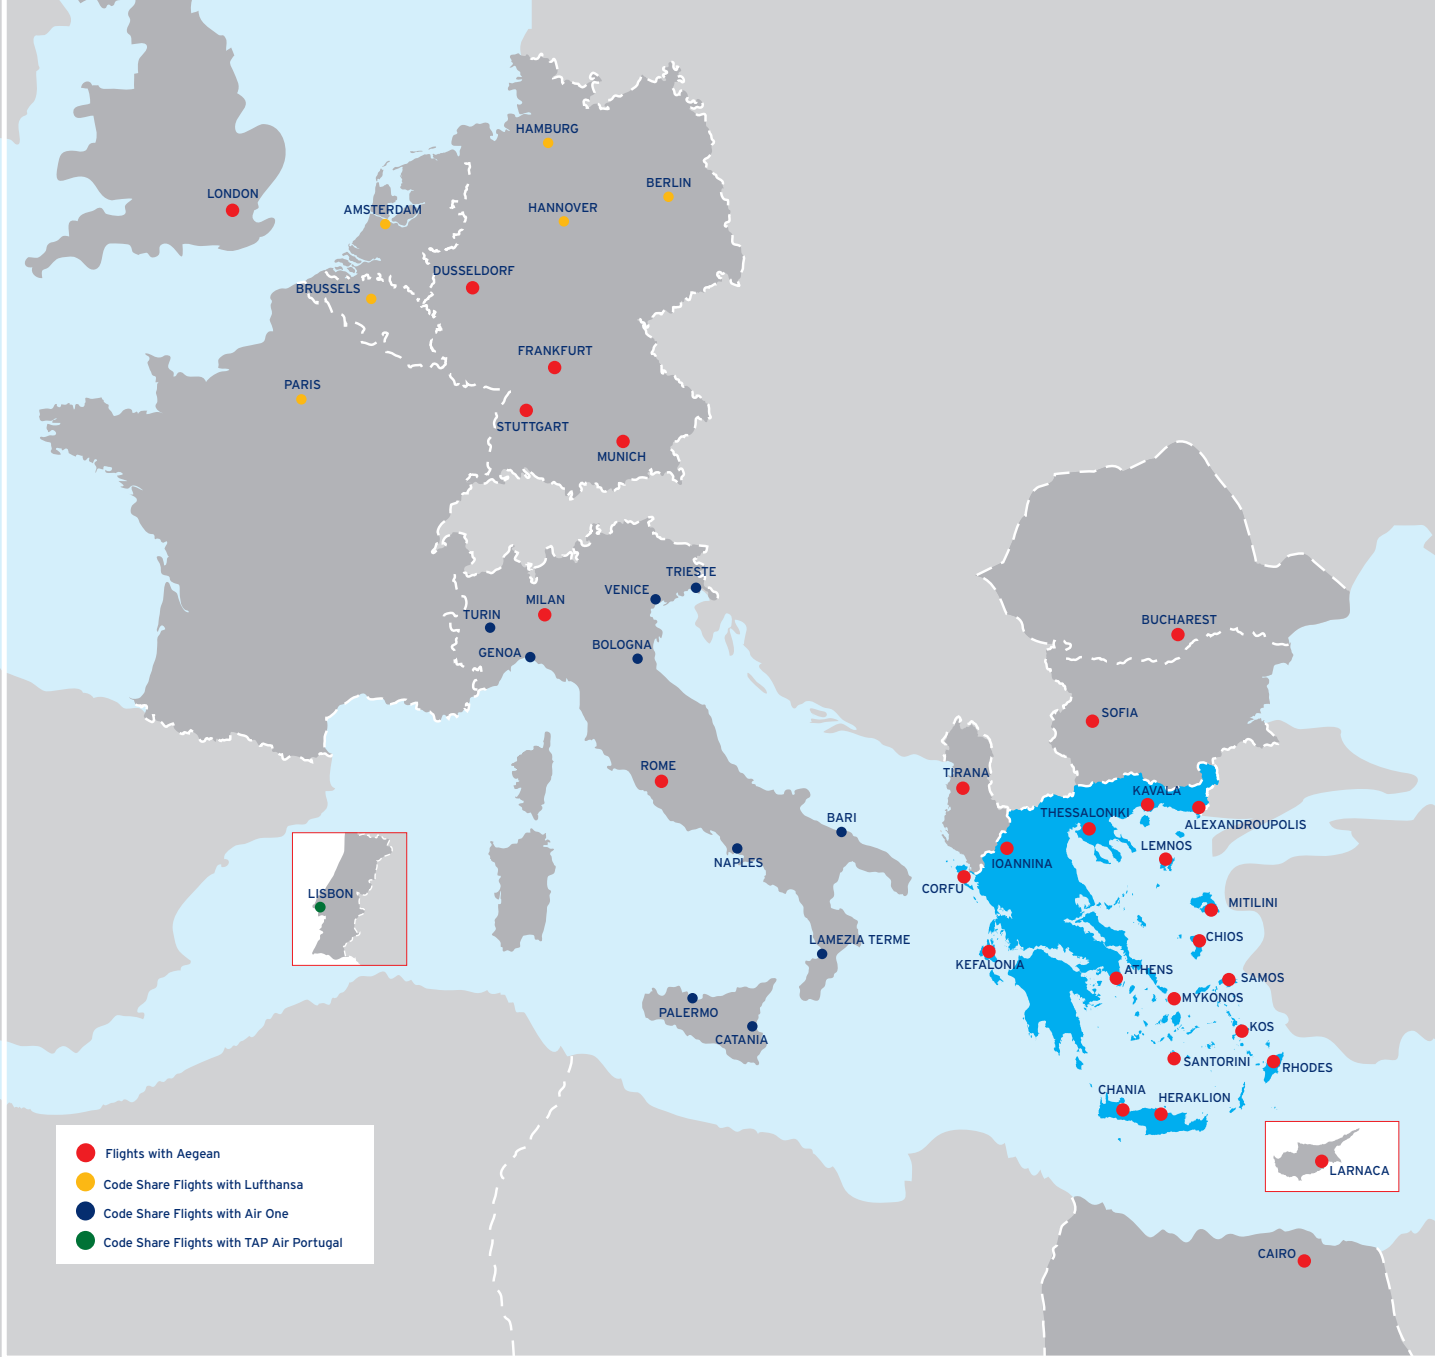 HAMBURG
BERLIN
LONDON
HANNOVER
AMSTERDAM
DUSSELDORF
BRUSSELS
FRANKFURT
PARIS
STUTTGART
MUNICH
TRIESTE
VENICE
MILAN
TURIN
BUCHAREST
BOLOGNA
GENOA
SOFIA
ROME
TIRANA
KAVALA
THESSALONIKI
BARI
ALEXANDROUPOLIS
LEMNOS
NAPLES
IOANNINA
CORFU
LISBON
MITILINI
CHIOS
LAMEZIA TERME
KEFALONIA
ATHENS
SAMOS
MYKONOS
PALERMO
KOS
CATANIA
SANTORINI
RHODES
CHANIA
HERAKLION
LARNACA
CAIRO
Flights with Aegean
Code Share Flights with Lufthansa
Code Share Flights with Air One
Code Share Flights with TAP Air Portugal